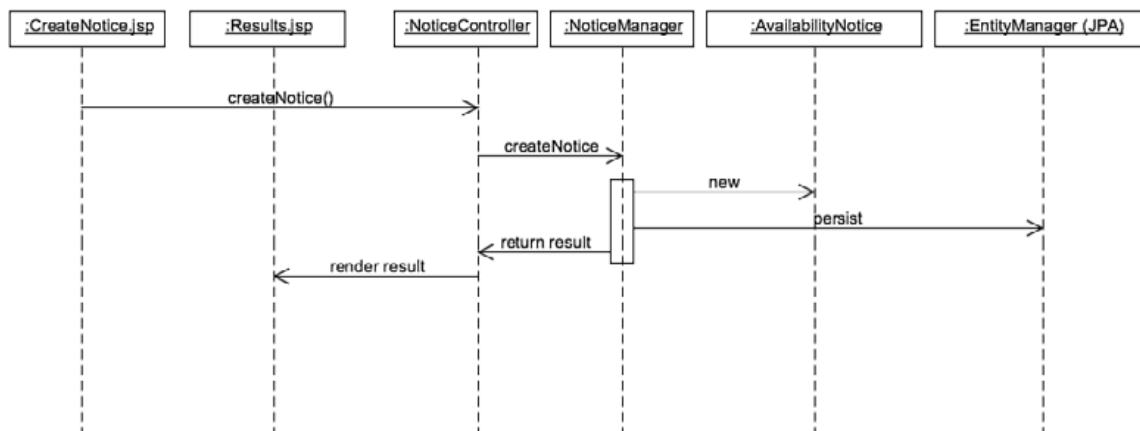 :CreateNotice.jsp
:Results.jsp
:NoticeController
:NoticeManager
:AvailabilityNotice
:EntityManager (JPA)
createNotice()
createNotice
new
persist
return result
render result